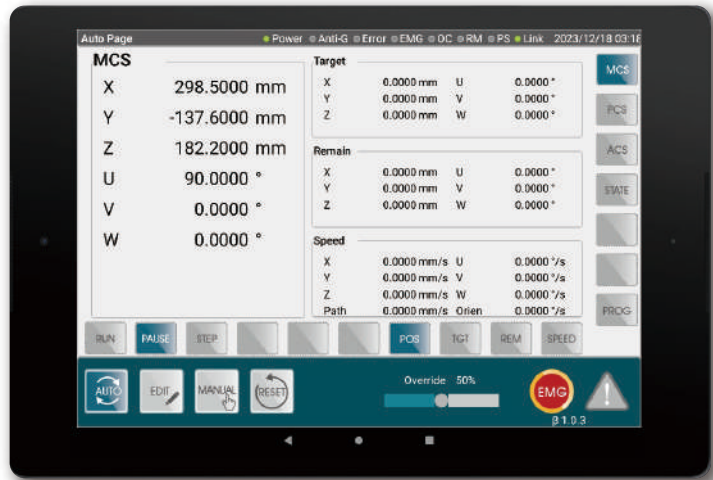 Auto Page Power Anti-G Error EMG OC RM PS Link 2023/12/18 03:18
MCS
X 298.5000 mm
Y -137.6000 mm
Z 182.2000 mm
U 90.0000 °
V 0.0000 °
W 0.0000 °
Target
X 0.0000 mm U 0.0000 °
Y 0.0000 mm V 0.0000 °
Z 0.0000 mm W 0.0000 °
Remain
X 0.0000 mm U 0.0000 °
Y 0.0000 mm V 0.0000 °
Z 0.0000 mm W 0.0000 °
Speed
X 0.0000 mm/s U 0.0000 °/s
Y 0.0000 mm/s V 0.0000 °/s
Z 0.0000 mm/s W 0.0000 °/s
Path 0.0000 mm/s Orien 0.0000 °/s
MCS
PCS
ACS
STATE
PROG
RUN PAUSE STEP POS TGT REM SPEED
AUTO EDIT MANUAL RESET
Override 50%
EMG
β 1.0.3